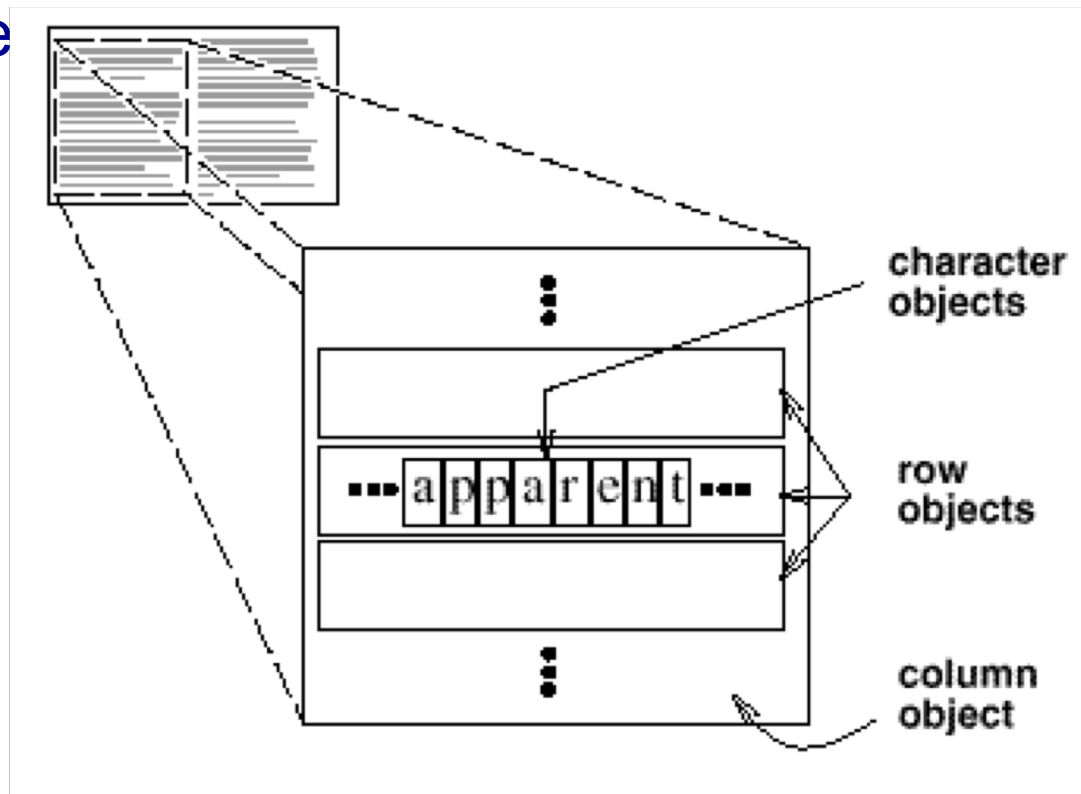 e
character
objects
apparent
row
objects
column
object